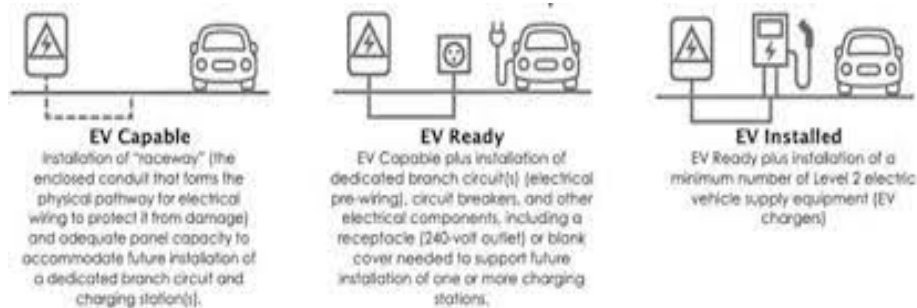 EV Capable
Installation of "raceway" (the
enclosed conduit that forms the
physical pathway for electrical
wiring to protect it from damage)
and adequate panel capacity to
accommodate future installation of
a dedicated branch circuit and
charging station(s).
EV Ready
EV Capable plus installation of
dedicated branch circuit(s) (electrical
pre-wiring), circuit breakers, and other
electrical components, including a
receptacle (240-volt outlet) or blank
cover needed to support future
installation of one or more charging
stations.
EV Installed
EV Ready plus installation of a
minimum number of Level 2 electric
vehicle supply equipment (EV
chargers)